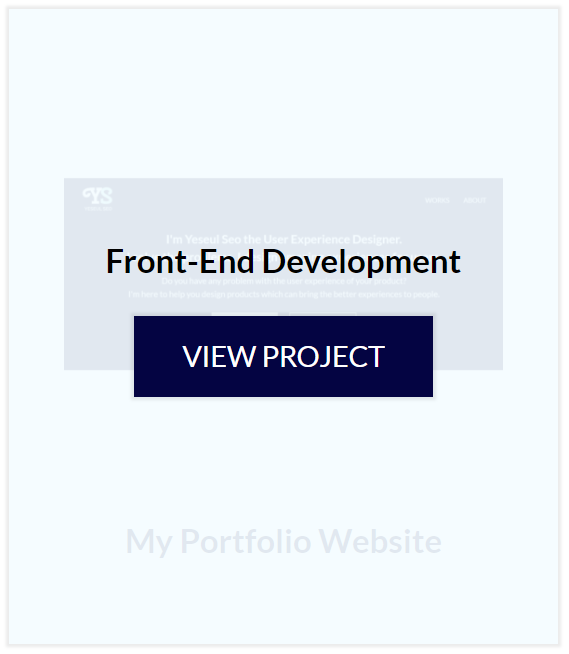 YS
WORKS ABOUT
I'm Yeseul Seo the User Experience Designer.
Front-End Development
Do you have any problem with the user experience of your product?
I'm here to help you design products which can bring the better experiences to people.
VIEW PROJECT
My Portfolio Website